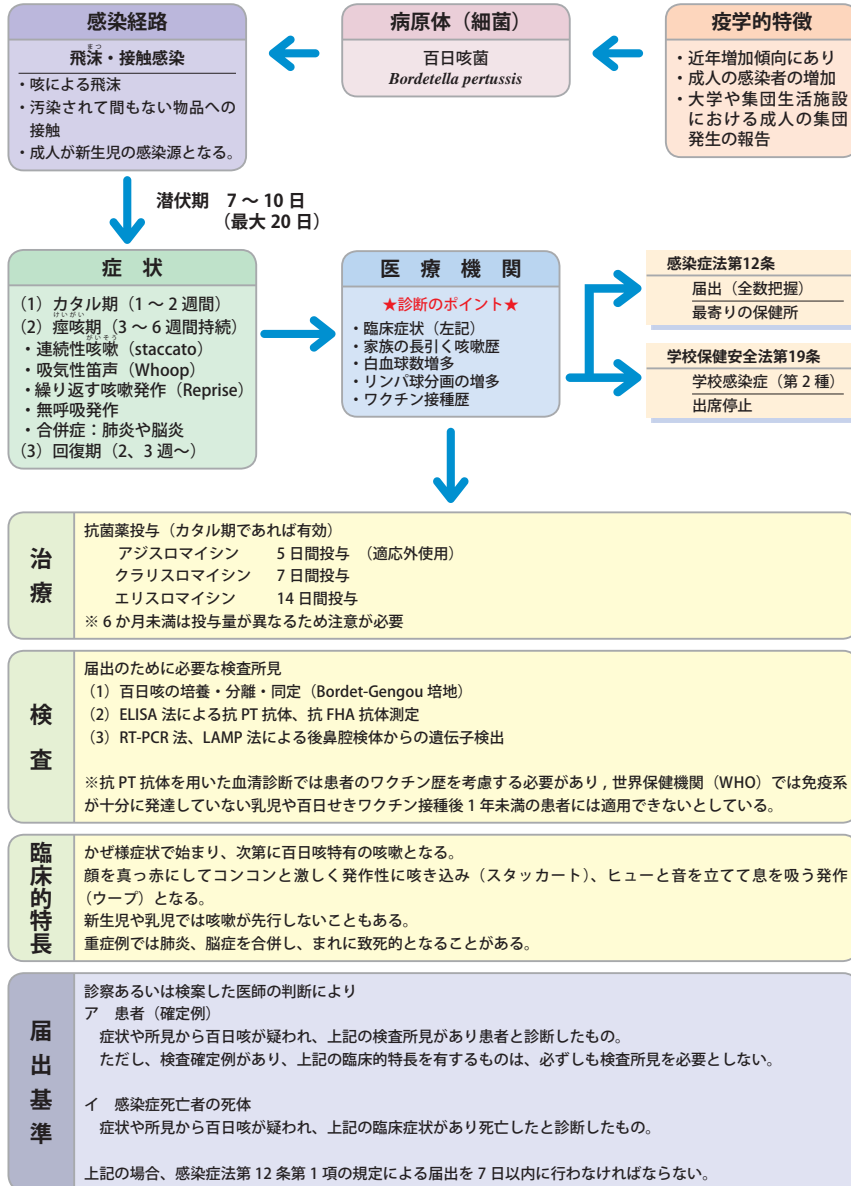 感染経路
飛沫・接触感染
・咳による飛沫
・汚染されて間もない物品への
接触
・成人が新生児の感染源となる。
病原体（細菌）
百日咳菌
Bordetella pertussis
疫学的特徴
・近年増加傾向にあり
・成人の感染者の増加
・大学や集団生活施設
における成人の集団
発生の報告
潜伏期　7 ～ 10 日
（最大 20 日）
症　状
（1）カタル期（1 ～ 2 週間）
（2）痙咳期（3 ～ 6 週間持続）
・連続性咳嗽（staccato）
・吸気性笛声（Whoop）
・繰り返す咳嗽発作（Reprise）
・無呼吸発作
・合併症：肺炎や脳炎
（3）回復期（2、3 週～）
医　療　機　関
★診断のポイント★
・臨床症状（左記）
・家族の長引く咳嗽歴
・白血球数増多
・リンパ球分画の増多
・ワクチン接種歴
感染症法第12条
届出（全数把握）
最寄りの保健所
学校保健安全法第19条
学校感染症（第 2 種）
出席停止
治療
抗菌薬投与（カタル期であれば有効）
アジスロマイシン　5 日間投与　（適応外使用）
クラリスロマイシン　7 日間投与
エリスロマイシン　14 日間投与
※ 6 か月未満は投与量が異なるため注意が必要
検査
届出のために必要な検査所見
（1）百日咳の培養・分離・同定（Bordet-Gengou 培地）
（2）ELISA 法による抗 PT 抗体、抗 FHA 抗体測定
（3）RT-PCR 法、LAMP 法による後鼻腔検体からの遺伝子検出
※抗 PT 抗体を用いた血清診断では患者のワクチン歴を考慮する必要があり , 世界保健機関（WHO）では免疫系
が十分に発達していない乳児や百日せきワクチン接種後 1 年未満の患者には適用できないとしている。
臨床的特長
かぜ様症状で始まり、次第に百日咳特有の咳嗽となる。
顔を真っ赤にしてコンコンと激しく発作性に咳き込み（スタッカート）、ヒューと音を立てて息を吸う発作
（ウープ）となる。
新生児や乳児では咳嗽が先行しないこともある。
重症例では肺炎、脳症を合併し、まれに致死的となることがある。
届出基準
診察あるいは検案した医師の判断により
ア　患者（確定例）
症状や所見から百日咳が疑われ、上記の検査所見があり患者と診断したもの。
ただし、検査確定例があり、上記の臨床的特長を有するものは、必ずしも検査所見を必要としない。
イ　感染症死亡者の死体
症状や所見から百日咳が疑われ、上記の臨床症状があり死亡したと診断したもの。
上記の場合、感染症法第 12 条第 1 項の規定による届出を 7 日以内に行わなければならない。